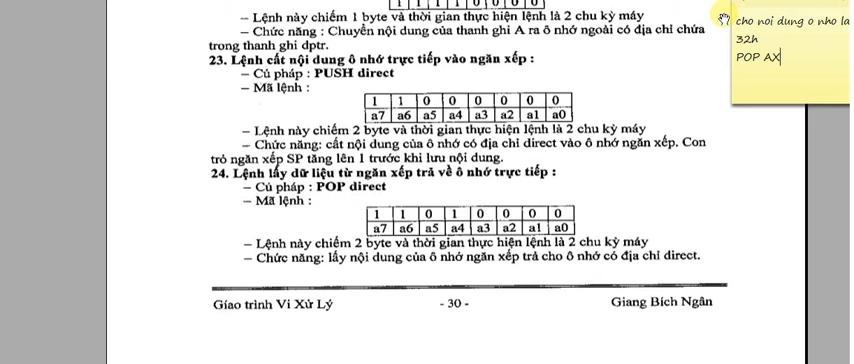 1 1 1 1 0 0 0 0
– Lệnh này chiếm 1 byte và thời gian thực hiện lệnh là 2 chu kỳ máy
– Chức năng : Chuyển nội dung của thanh ghi A ra ô nhớ ngoài có địa chỉ chứa
trong thanh ghi dptr.
23. Lệnh cất nội dung ô nhớ trực tiếp vào ngăn xếp :
– Cú pháp : PUSH direct
– Mã lệnh :
1 1 0 0 0 0 0 0
a7 a6 a5 a4 a3 a2 a1 a0
– Lệnh này chiếm 2 byte và thời gian thực hiện lệnh là 2 chu kỳ máy
– Chức năng: cất nội dung của ô nhớ có địa chỉ direct vào ô nhớ ngăn xếp. Con
trỏ ngăn xếp SP tăng lên 1 trước khi lưu nội dung.
24. Lệnh lấy dữ liệu từ ngăn xếp trả về ô nhớ trực tiếp :
– Cú pháp : POP direct
– Mã lệnh :
1 1 0 1 0 0 0 0
a7 a6 a5 a4 a3 a2 a1 a0
– Lệnh này chiếm 2 byte và thời gian thực hiện lệnh là 2 chu kỳ máy
– Chức năng: lấy nội dung của ô nhớ ngăn xếp trả cho ô nhớ có địa chỉ direct.
Giáo trình Vi Xử Lý - 30 - Giang Bích Ngân
cho noi dung o nho la
32h
POP AX